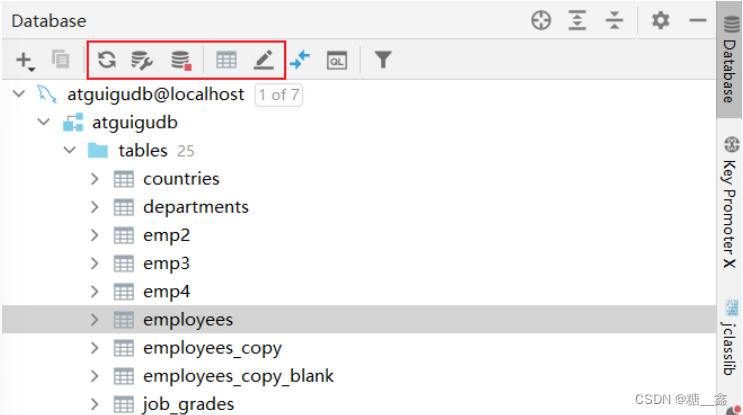 Database
QL
atguigudb@localhost 1 of 7
atguigudb
tables 25
countries
departments
emp2
emp3
emp4
employees
employees_copy
employees_copy_blank
job_grades
Database
Key Promoter X
jclasslib
CSDN @糖__鑫